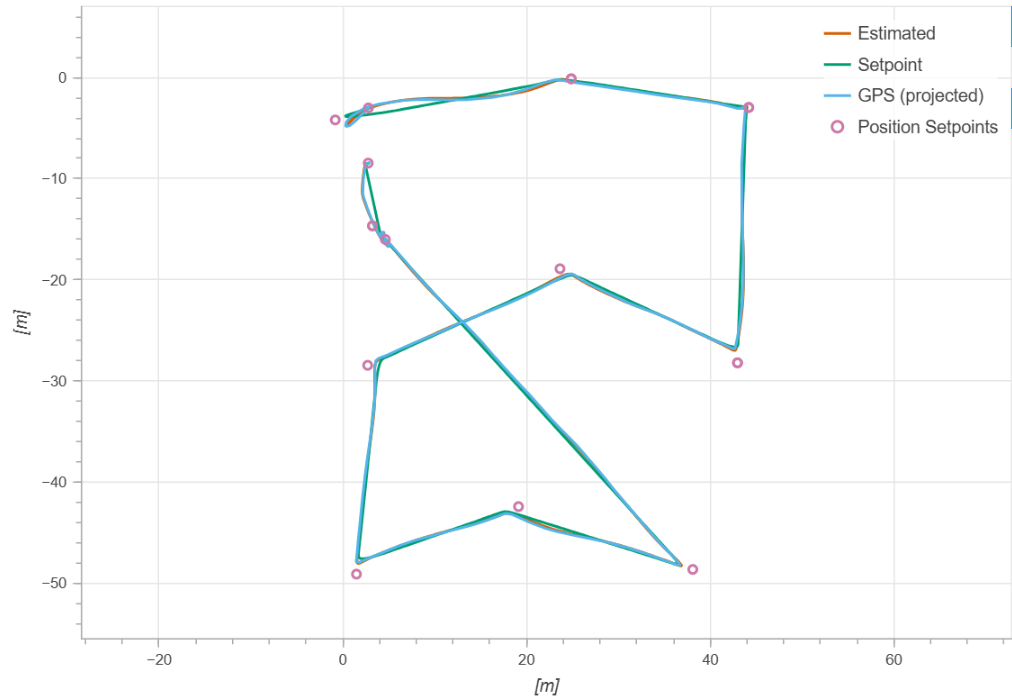 Estimated
Setpoint
GPS (projected)
Position Setpoints
0
−10
−20
−30
−40
−50
[m]
−20
0
20
40
60
[m]